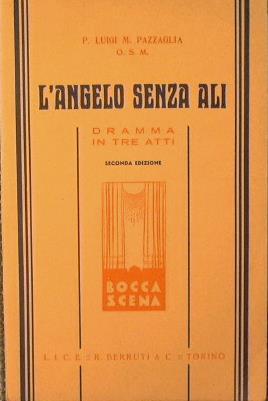 P. LUIGI M. PAZZAGLIA
O. S. M.
L'ANGELO SENZA ALI
DRAMMA
IN TRE ATTI
SECONDA EDIZIONE
BOCCA
SCENA
L. I. C. E. :: R. BERRUTI & C. :: TORINO